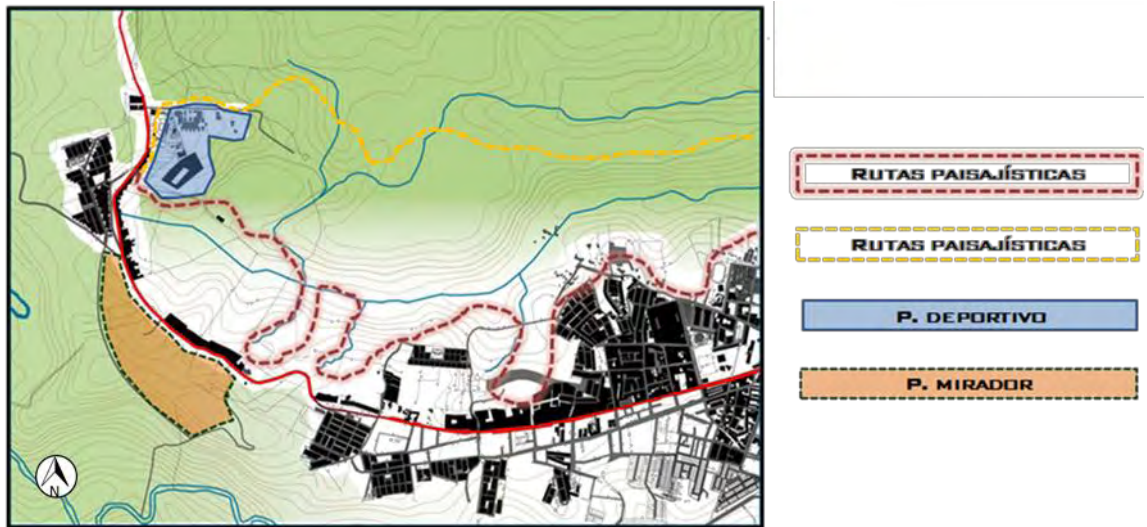 RUTAS PAISAJÍSTICAS
RUTAS PAISAJÍSTICAS
P. DEPORTIVO
P. MIRADOR
N